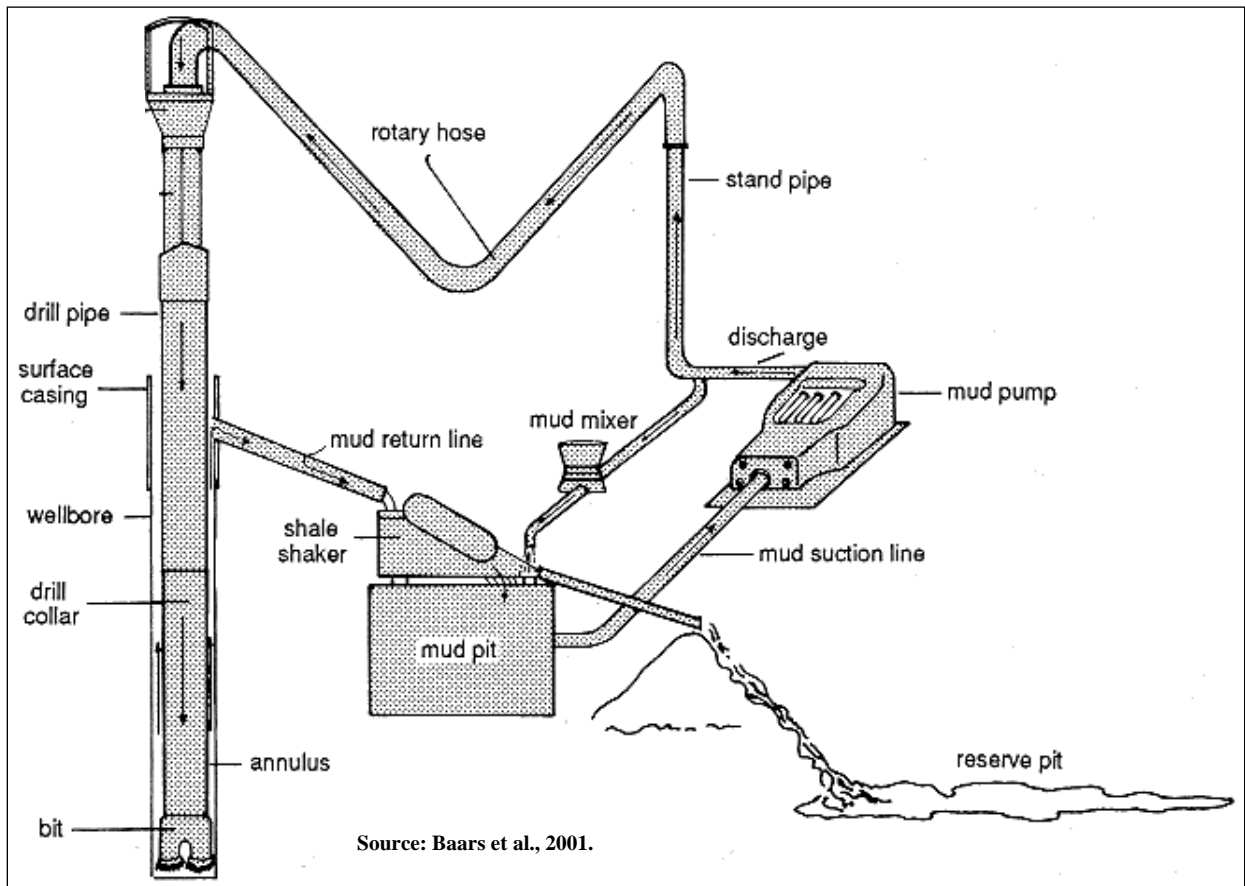 rotary hose
stand pipe
drill pipe
discharge
surface
casing
mud pump
mud mixer
mud return line
wellbore
shale
shaker
mud suction line
drill
collar
mud pit
annulus
reserve pit
bit
Source: Baars et al., 2001.